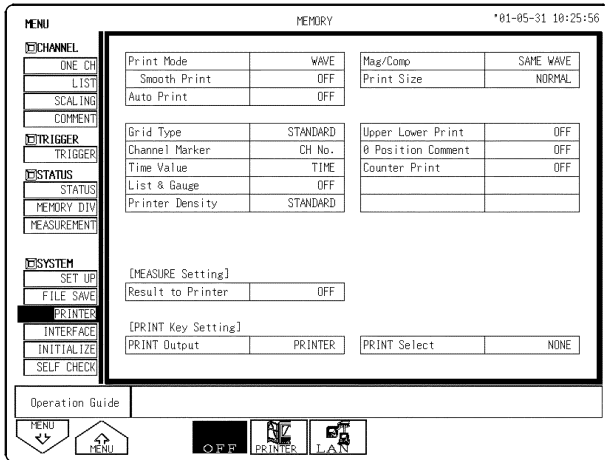 MENU MEMORY '01-05-31 10:25:56
CHANNEL
ONE CH
LIST
SCALING
COMMENT
TRIGGER
TRIGGER
STATUS
STATUS
MEMORY DIV
MEASUREMENT
SYSTEM
SET UP
FILE SAVE
PRINTER
INTERFACE
INITIALIZE
SELF CHECK
Print Mode WAVE
Smooth Print OFF
Auto Print OFF
Mag/Comp SAME WAVE
Print Size NORMAL
Grid Type STANDARD
Channel Marker CH No.
Time Value TIME
List & Gauge OFF
Printer Density STANDARD
Upper Lower Print OFF
0 Position Comment OFF
Counter Print OFF
[MEASURE Setting]
Result to Printer OFF
[PRINT Key Setting]
PRINT Output PRINTER
PRINT Select NONE
Operation Guide
MENU
MENU
OFF
PRINTER
LAN